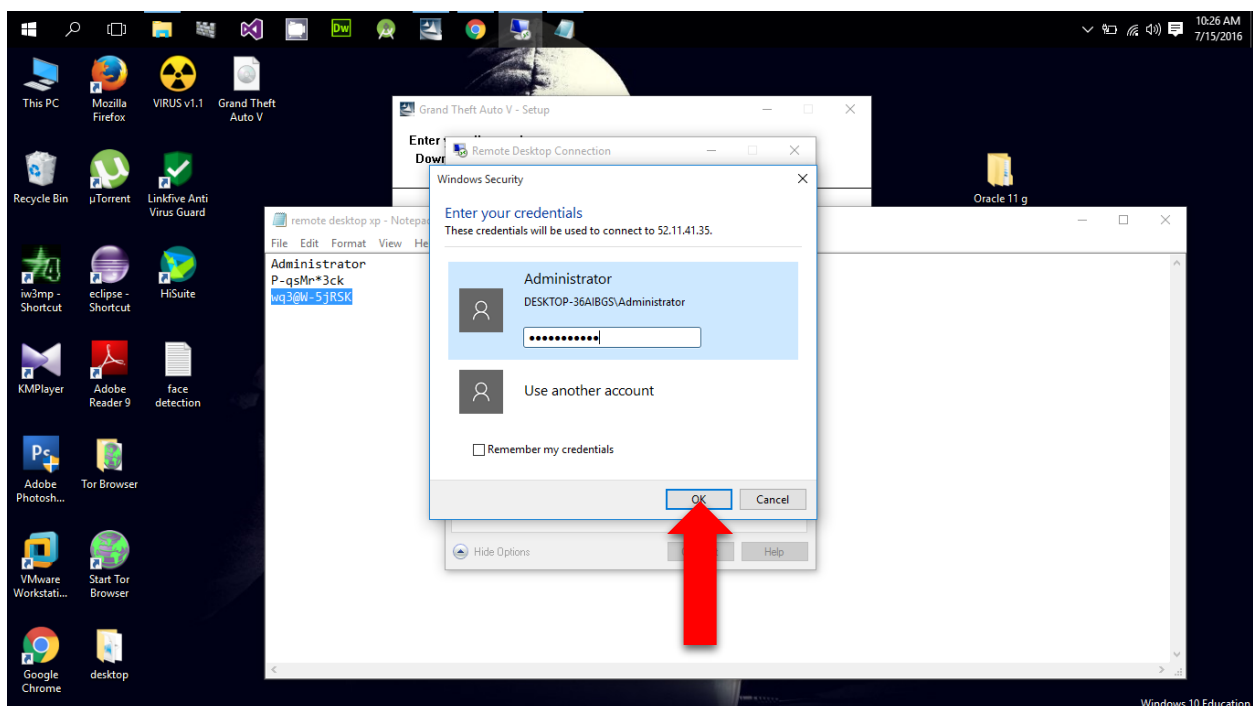 10:26 AM
7/15/2016
Dw
This PC
Mozilla
Firefox
VIRUS v1.1
Grand Theft
Auto V
Recycle Bin
µTorrent
Linkfive Anti
Virus Guard
iw3mp -
Shortcut
eclipse -
Shortcut
HiSuite
KMPlayer
Adobe
Reader 9
face
detection
Ps
Adobe
Photosh...
Tor Browser
VMware
Workstati...
Start Tor
Browser
Google
Chrome
desktop
Oracle 11 g
Grand Theft Auto V - Setup
Enter
Down
Remote Desktop Connection
Windows Security
Enter your credentials
These credentials will be used to connect to 52.11.41.35.
Administrator
DESKTOP-36AIBGS\Administrator
Use another account
Remember my credentials
OK
Cancel
Hide Options
Help
remote desktop xp - Notepa
File Edit Format View He
Administrator
P-qsMr*3ck
wq3@W-5jRSK
Windows 10 Education